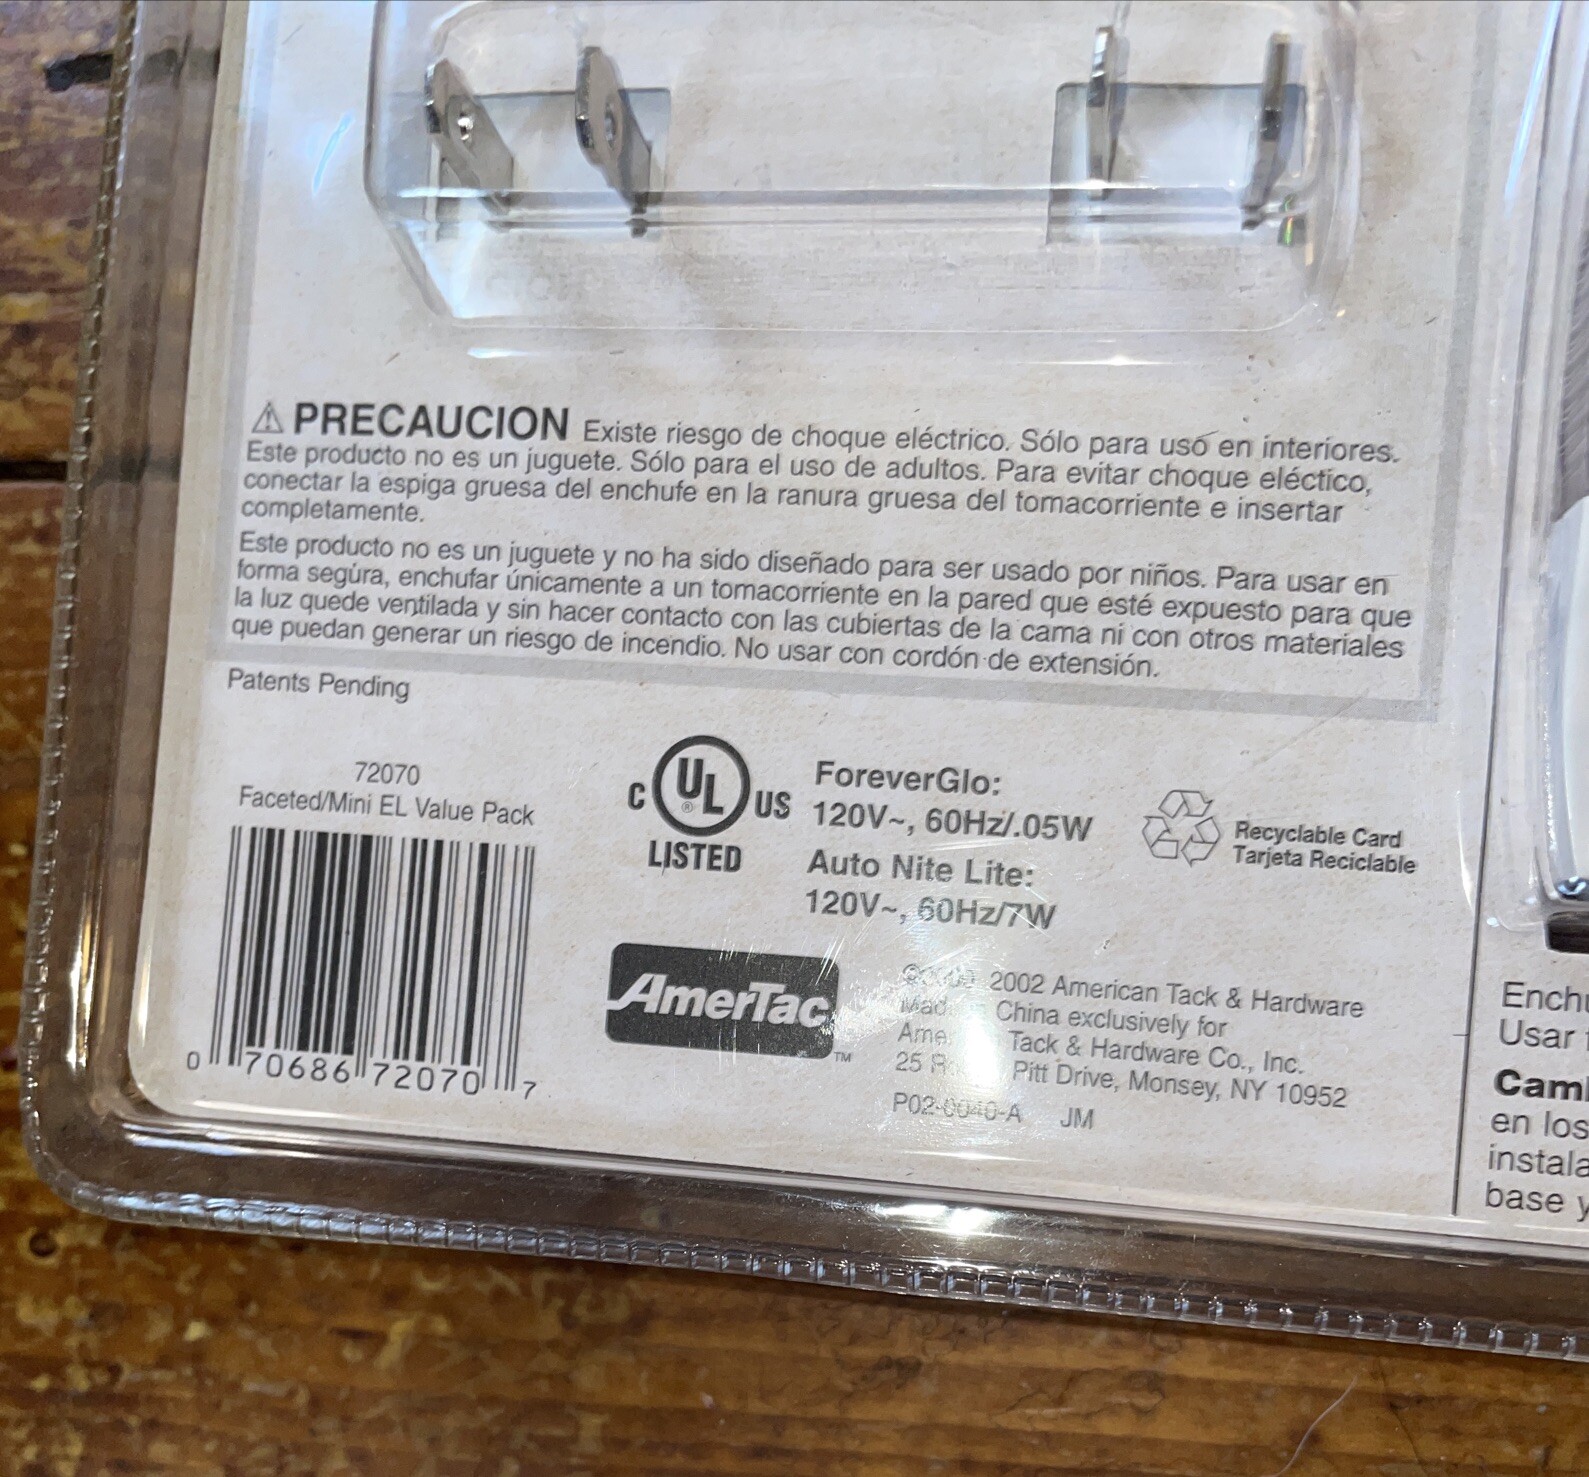 ⚠ PRECAUCION Existe riesgo de choque eléctrico. Sólo para uso en interiores.
Este producto no es un juguete. Sólo para el uso de adultos. Para evitar choque eléctico,
conectar la espiga gruesa del enchufe en la ranura gruesa del tomacorriente e insertar
completamente.
Este producto no es un juguete y no ha sido diseñado para ser usado por niños. Para usar en
forma segúra, enchufar únicamente a un tomacorriente en la pared que esté expuesto para que
la luz quede ventilada y sin hacer contacto con las cubiertas de la cama ni con otros materiales
que puedan generar un riesgo de incendio. No usar con cordón de extensión.
Patents Pending
72070
Faceted/Mini EL Value Pack
0 70686 72070 7
C UL® US
LISTED
ForeverGlo:
120V~, 60Hz/.05W
Auto Nite Lite:
120V~, 60Hz/7W
Recyclable Card
Tarjeta Reciclable
AmerTac™
2002 American Tack & Hardware
China exclusively for
Tack & Hardware Co., Inc.
25 Pitt Drive, Monsey, NY 10952
P02-0040-A JM
Usar
en los
base y